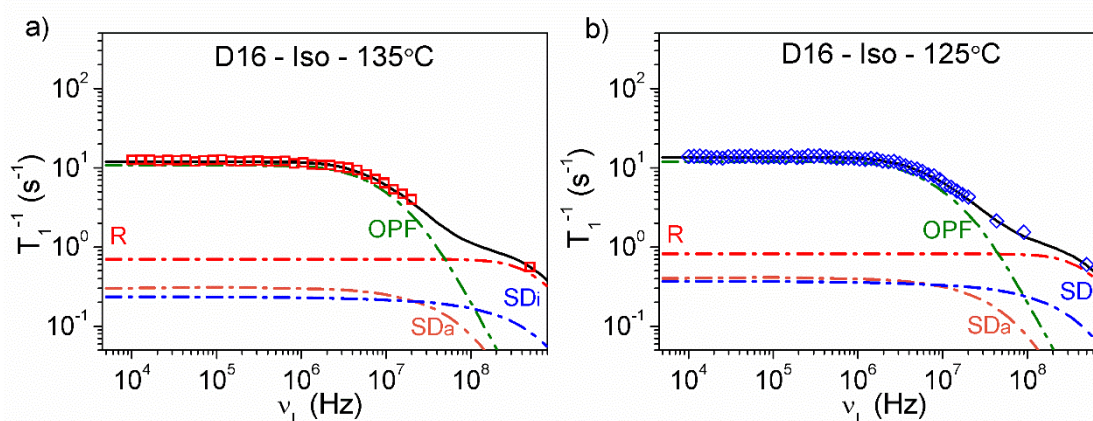 a)
D16 - Iso - 135°C
T₁⁻¹ (s⁻¹)
10²
10¹
10⁰
10⁻¹
OPF
R
SDi
SDa
10⁴ 10⁵ 10⁶ 10⁷ 10⁸
ν_L (Hz)
b)
D16 - Iso - 125°C
T₁⁻¹ (s⁻¹)
10²
10¹
10⁰
10⁻¹
OPF
R
SD
SDa
10⁴ 10⁵ 10⁶ 10⁷ 10⁸
ν_L (Hz)